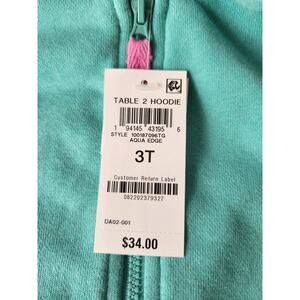 TABLE 2 HOODIE
1 94145 43195 6
STYLE 100187096TG
AQUA EDGE
3T
Customer Return Label
082202379327
DA02-001
$34.00